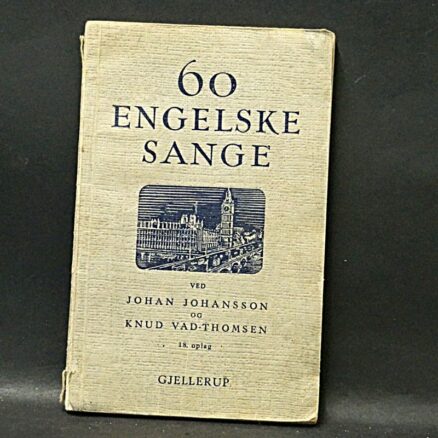 60
ENGELSKE
SANGE
VED
JOHAN JOHANSSON
OG
KNUD VAD-THOMSEN
18. oplag
GJELLERUP